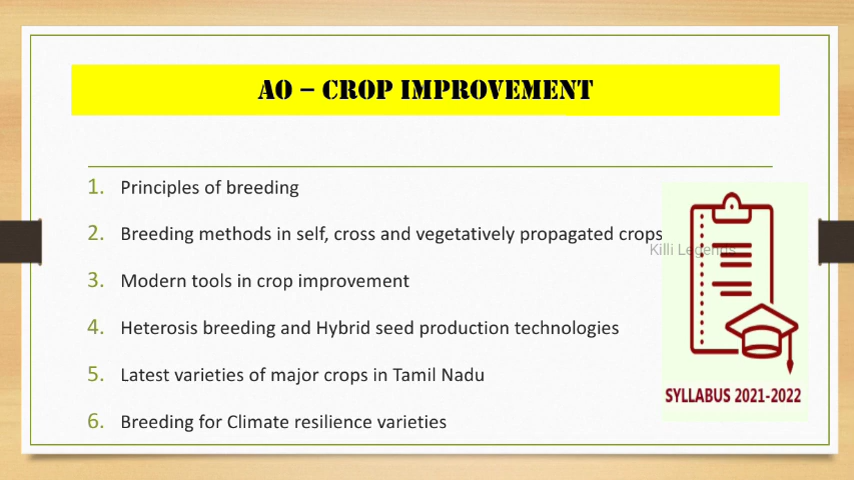 AO – CROP IMPROVEMENT
1. Principles of breeding
2. Breeding methods in self, cross and vegetatively propagated crops
Killi Legends
3. Modern tools in crop improvement
4. Heterosis breeding and Hybrid seed production technologies
5. Latest varieties of major crops in Tamil Nadu
6. Breeding for Climate resilience varieties
SYLLABUS 2021-2022